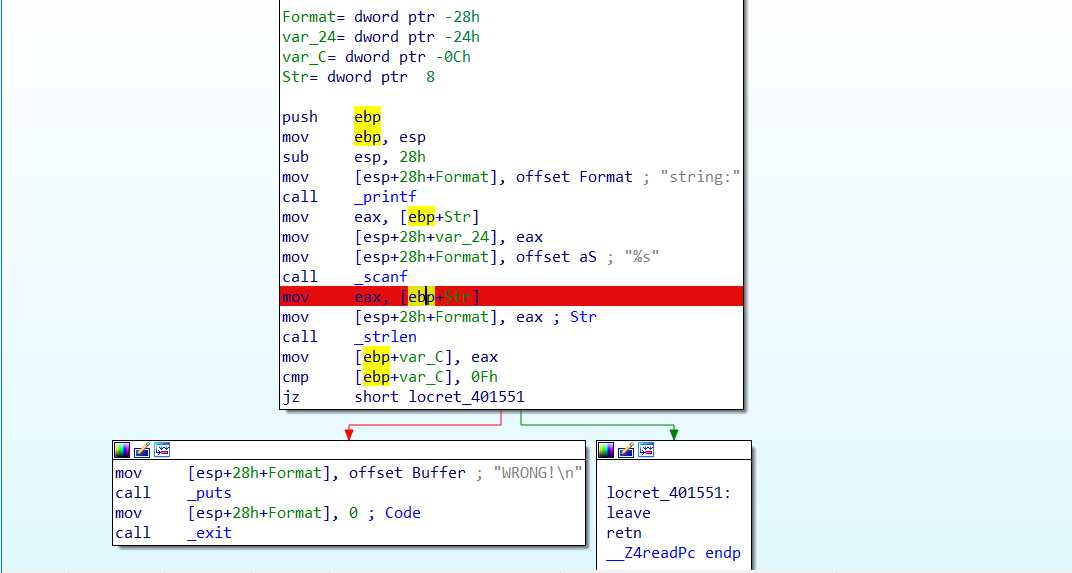 Format= dword ptr -28h
var_24= dword ptr -24h
var_C= dword ptr -0Ch
Str= dword ptr  8
push    ebp
mov     ebp, esp
sub     esp, 28h
mov     [esp+28h+Format], offset Format ; "string:"
call    _printf
mov     eax, [ebp+Str]
mov     [esp+28h+var_24], eax
mov     [esp+28h+Format], offset aS ; "%s"
call    _scanf
mov     eax, [ebp+Str]
mov     [esp+28h+Format], eax ; Str
call    _strlen
mov     [ebp+var_C], eax
cmp     [ebp+var_C], 0Fh
jz      short locret_401551
mov     [esp+28h+Format], offset Buffer ; "WRONG!\n"
call    _puts
mov     [esp+28h+Format], 0 ; Code
call    _exit
locret_401551:
leave
retn
__Z4readPc endp